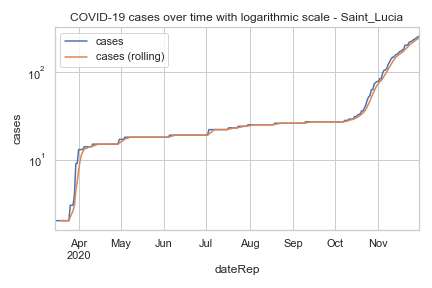 COVID-19 cases over time with logarithmic scale - Saint_Lucia
cases
cases (rolling)
10²
10¹
cases
Apr May Jun Jul Aug Sep Oct Nov
2020
dateRep